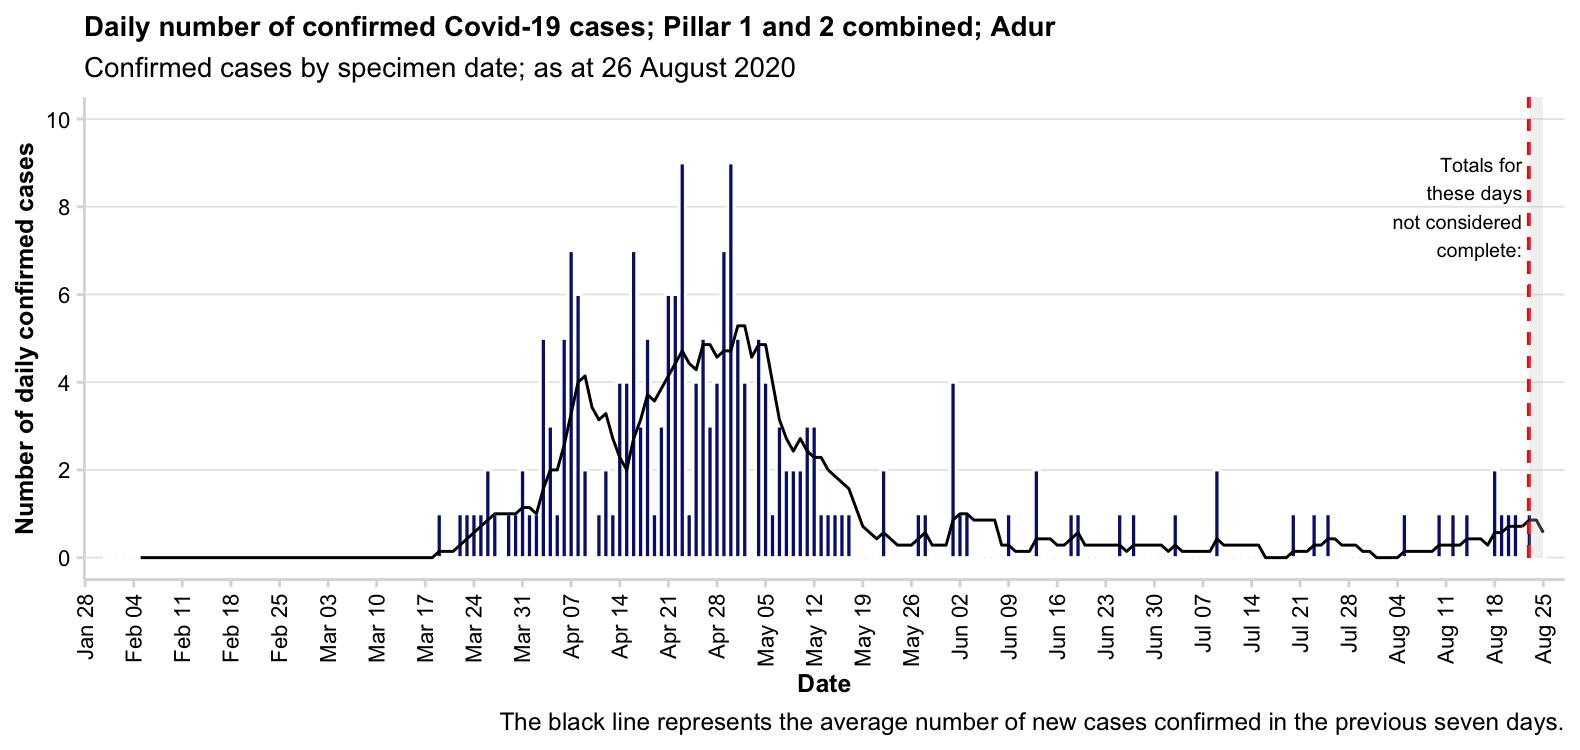 Daily number of confirmed Covid-19 cases; Pillar 1 and 2 combined; Adur
Confirmed cases by specimen date; as at 26 August 2020
Number of daily confirmed cases
10
8
6
4
2
0
Totals for
these days
not considered
complete:
Jan 28
Feb 04
Feb 11
Feb 18
Feb 25
Mar 03
Mar 10
Mar 17
Mar 24
Mar 31
Apr 07
Apr 14
Apr 21
Apr 28
May 05
May 12
May 19
May 26
Jun 02
Jun 09
Jun 16
Jun 23
Jun 30
Jul 07
Jul 14
Jul 21
Jul 28
Aug 04
Aug 11
Aug 18
Aug 25
Date
The black line represents the average number of new cases confirmed in the previous seven days.